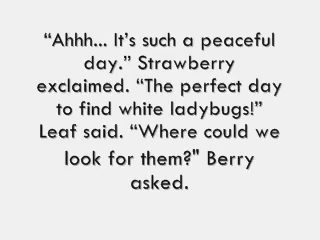 “Ahhh... It’s such a peaceful
day.” Strawberry
exclaimed. “The perfect day
to find white ladybugs!”
Leaf said. “Where could we
look for them?" Berry
asked.